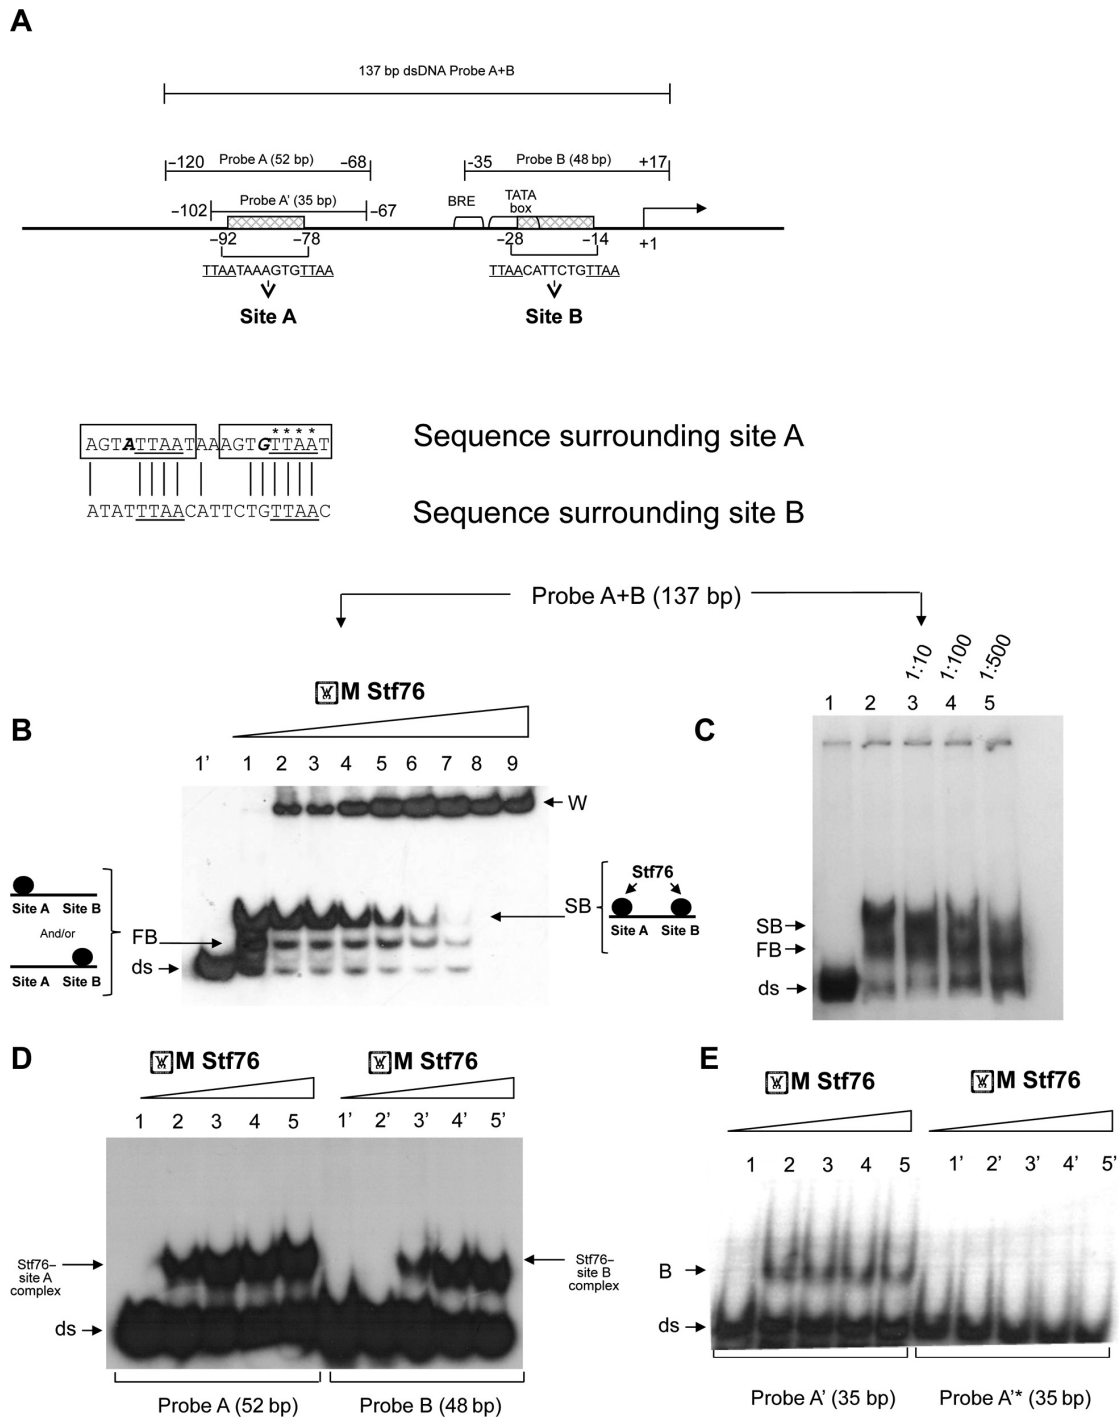 A
137 bp dsDNA Probe A+B
−120 Probe A (52 bp) −68
−35 Probe B (48 bp) +17
−102 Probe A' (35 bp) −67
BRE
TATA
box
−92 −78 −28 −14 +1
TTAATAAAGTGTTAA TTAACATTCTGTTAA
Site A Site B
* * * *
AGTATTAATAAAGTGTTAAT Sequence surrounding site A
ATATTTAACATTCTGTTAAC Sequence surrounding site B
Probe A+B (137 bp)
1:10 1:100 1:500
M Stf76
B
1' 1 2 3 4 5 6 7 8 9
W
Site A Site B
And/or
Site A Site B
FB
ds
SB
Stf76
Site A Site B
C
1 2 3 4 5
SB
FB
ds
D
M Stf76 M Stf76
1 2 3 4 5 1' 2' 3' 4' 5'
Stf76–
site A
complex
Stf76–
site B
complex
ds
Probe A (52 bp) Probe B (48 bp)
E
M Stf76 M Stf76
1 2 3 4 5 1' 2' 3' 4' 5'
B
ds
Probe A' (35 bp) Probe A'* (35 bp)